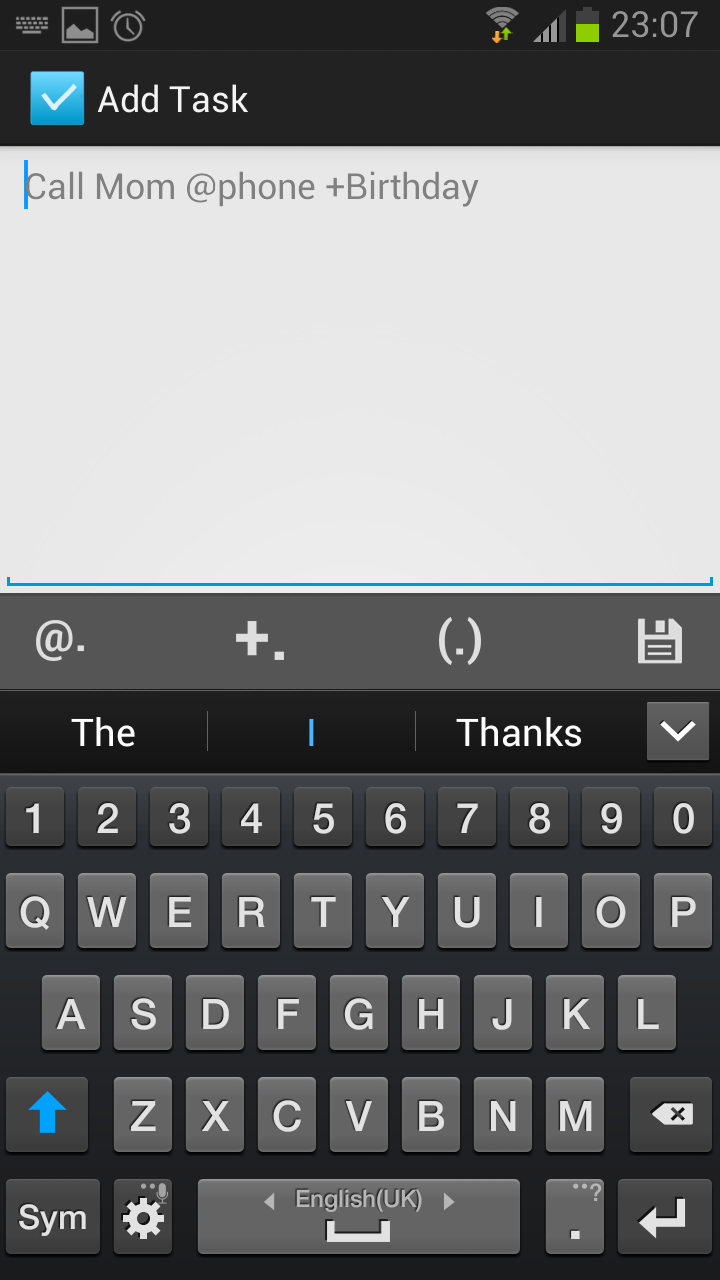 23:07
Add Task
Call Mom @phone +Birthday
@. +. (.)
The I Thanks
1 2 3 4 5 6 7 8 9 0
Q W E R T Y U I O P
A S D F G H J K L
Z X C V B N M
Sym English(UK) . ?